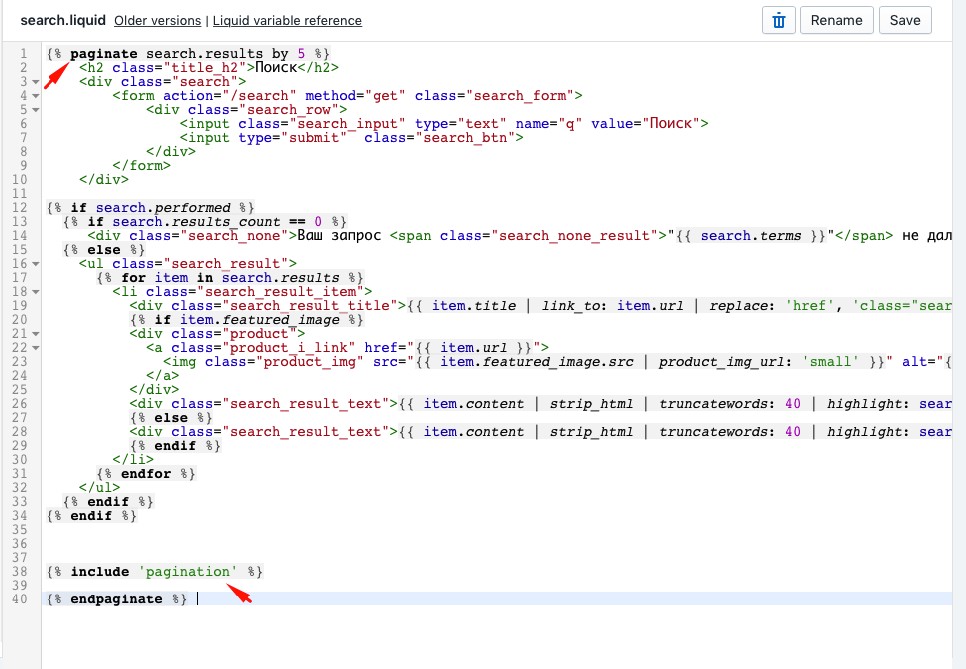 search.liquid Older versions | Liquid variable reference Rename Save
1 {% paginate search.results by 5 %}
2 <h2 class="title_h2">Поиск</h2>
3 <div class="search">
4 <form action="/search" method="get" class="search_form">
5 <div class="search_row">
6 <input class="search_input" type="text" name="q" value="Поиск">
7 <input type="submit"  class="search_btn">
8 </div>
9 </form>
10 </div>
11
12 {% if search.performed %}
13 {% if search.results_count == 0 %}
14 <div class="search_none">Ваш запрос <span class="search_none_result">"{{ search.terms }}"</span> не дал
15 {% else %}
16 <ul class="search_result">
17 {% for item in search.results %}
18 <li class="search_result_item">
19 <div class="search_result_title">{{ item.title | link_to: item.url | replace: 'href', 'class="sear
20 {% if item.featured_image %}
21 <div class="product">
22 <a class="product_i_link" href="{{ item.url }}">
23 <img class="product_img" src="{{ item.featured_image.src | product_img_url: 'small' }}" alt="{
24 </a>
25 </div>
26 <div class="search_result_text">{{ item.content | strip_html | truncatewords: 40 | highlight: sear
27 {% else %}
28 <div class="search_result_text">{{ item.content | strip_html | truncatewords: 40 | highlight: sear
29 {% endif %}
30 </li>
31 {% endfor %}
32 </ul>
33 {% endif %}
34 {% endif %}
35
36
37
38 {% include 'pagination' %}
39
40 {% endpaginate %}